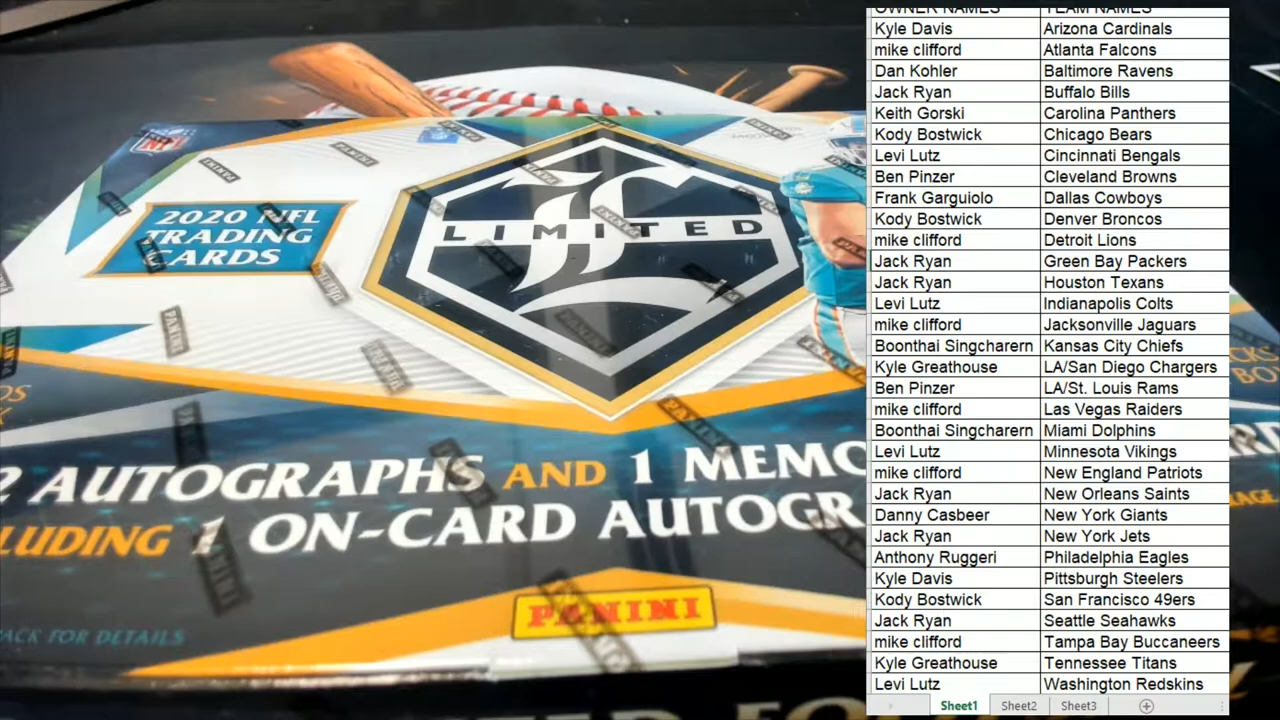 OWNER NAMES TEAM NAMES
Kyle Davis Arizona Cardinals
mike clifford Atlanta Falcons
Dan Kohler Baltimore Ravens
Jack Ryan Buffalo Bills
Keith Gorski Carolina Panthers
Kody Bostwick Chicago Bears
Levi Lutz Cincinnati Bengals
Ben Pinzer Cleveland Browns
Frank Garguiolo Dallas Cowboys
Kody Bostwick Denver Broncos
mike clifford Detroit Lions
Jack Ryan Green Bay Packers
Jack Ryan Houston Texans
Levi Lutz Indianapolis Colts
mike clifford Jacksonville Jaguars
Boonthai Singcharern Kansas City Chiefs
Kyle Greathouse LA/San Diego Chargers
Ben Pinzer LA/St. Louis Rams
mike clifford Las Vegas Raiders
Boonthai Singcharern Miami Dolphins
Levi Lutz Minnesota Vikings
mike clifford New England Patriots
Jack Ryan New Orleans Saints
Danny Casbeer New York Giants
Jack Ryan New York Jets
Anthony Ruggeri Philadelphia Eagles
Kyle Davis Pittsburgh Steelers
Kody Bostwick San Francisco 49ers
Jack Ryan Seattle Seahawks
mike clifford Tampa Bay Buccaneers
Kyle Greathouse Tennessee Titans
Levi Lutz Washington Redskins
Sheet1 Sheet2 Sheet3
NFL
2020 NFL
TRADING
CARDS
LIMITED
2 AUTOGRAPHS AND 1 MEMO
LUDING 1 ON-CARD AUTOGR
PANINI
PACK FOR DETAILS